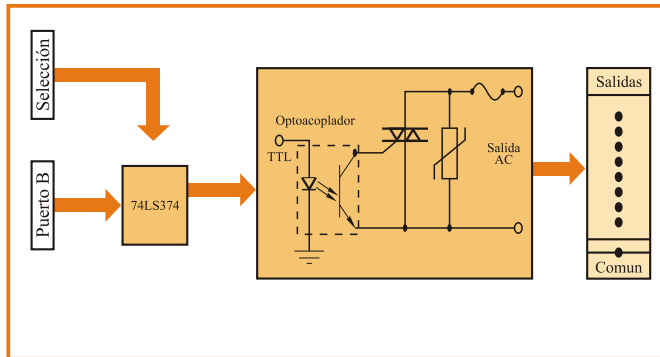 Selección
Puerto B
74LS374
Optoacoplador
TTL
Salida
AC
Salidas
Comun